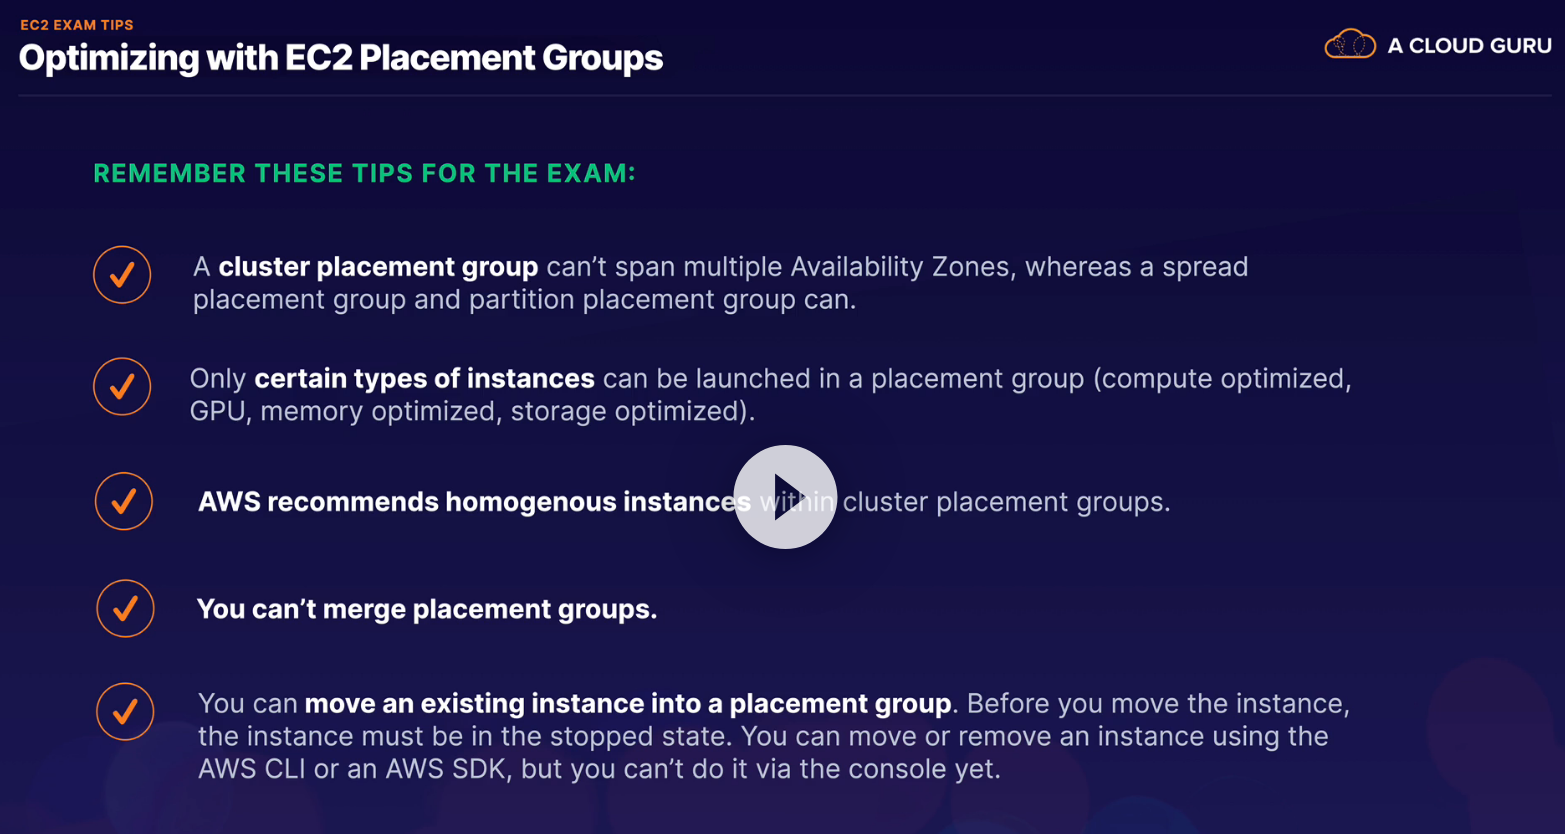 EC2 EXAM TIPS
Optimizing with EC2 Placement Groups
A CLOUD GURU
REMEMBER THESE TIPS FOR THE EXAM:
A cluster placement group can’t span multiple Availability Zones, whereas a spread
placement group and partition placement group can.
Only certain types of instances can be launched in a placement group (compute optimized,
GPU, memory optimized, storage optimized).
AWS recommends homogenous instances within cluster placement groups.
You can’t merge placement groups.
You can move an existing instance into a placement group. Before you move the instance,
the instance must be in the stopped state. You can move or remove an instance using the
AWS CLI or an AWS SDK, but you can’t do it via the console yet.